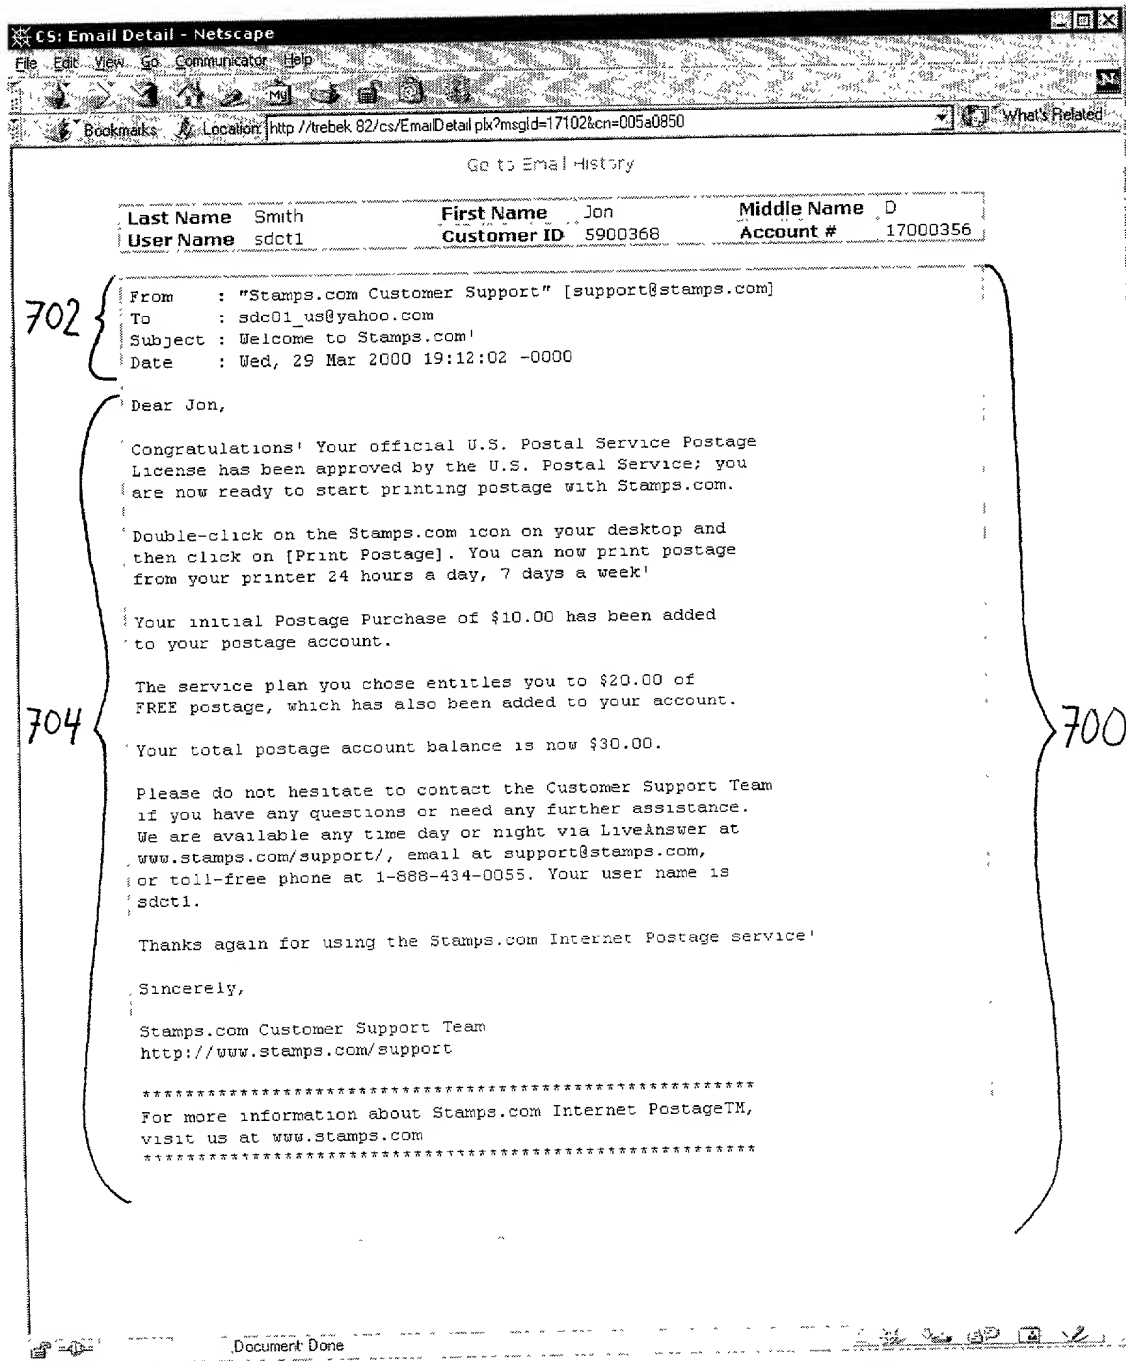 CS: Email Detail - Netscape
File Edit View Go Communicator Help
My
N
Bookmarks Location: http //trebek 82/cs/EmailDetail plx?msgId=17102&cn=005a0850 What's Related
Go to Email History
Last Name Smith First Name Jon Middle Name D
User Name sdct1 Customer ID 5900368 Account # 17000356
702
From : "Stamps.com Customer Support" [support@stamps.com]
To : sdc01_us@yahoo.com
Subject : Welcome to Stamps.com'
Date : Wed, 29 Mar 2000 19:12:02 -0000
Dear Jon,
Congratulations' Your official U.S. Postal Service Postage
License has been approved by the U.S. Postal Service; you
are now ready to start printing postage with Stamps.com.
Double-click on the Stamps.com icon on your desktop and
then click on [Print Postage]. You can now print postage
from your printer 24 hours a day, 7 days a week'
Your initial Postage Purchase of $10.00 has been added
to your postage account.
The service plan you chose entitles you to $20.00 of
FREE postage, which has also been added to your account.
704
700
Your total postage account balance is now $30.00.
Please do not hesitate to contact the Customer Support Team
if you have any questions or need any further assistance.
We are available any time day or night via LiveAnswer at
www.stamps.com/support/, email at support@stamps.com,
or toll-free phone at 1-888-434-0055. Your user name is
sdct1.
Thanks again for using the Stamps.com Internet Postage service'
Sincerely,
Stamps.com Customer Support Team
http://www.stamps.com/support
*********************************************************
For more information about Stamps.com Internet PostageTM,
visit us at www.stamps.com
*********************************************************
Document: Done